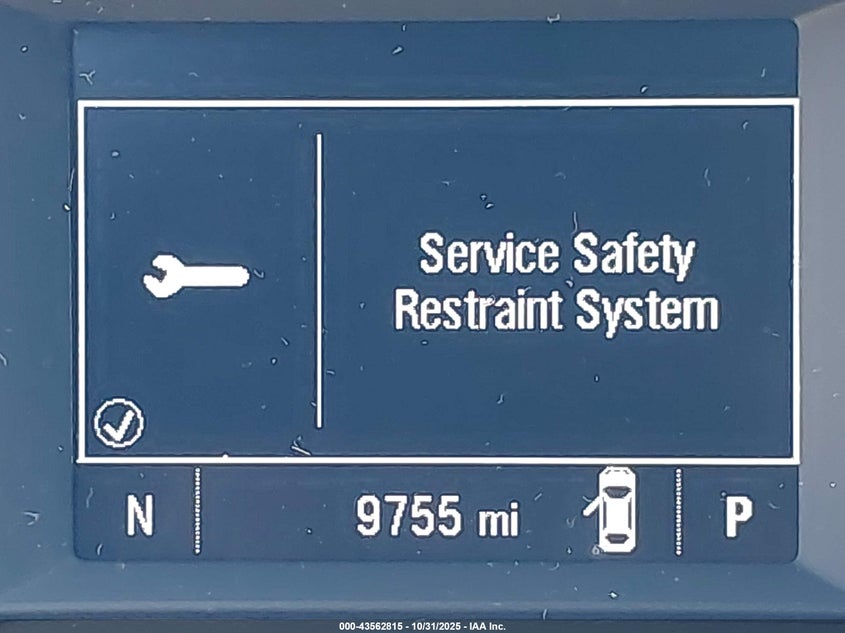 Service Safety
Restraint System
N
9755 mi
P
000-43562815 - 10/31/2025 - IAA Inc.